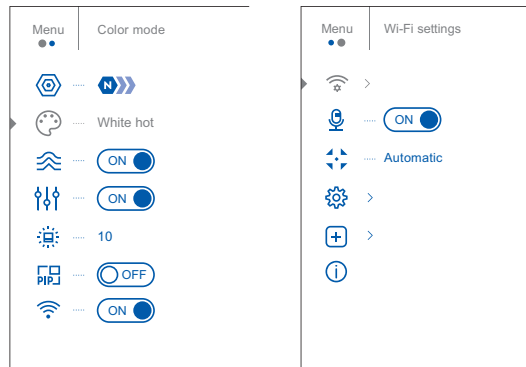 Menu
Color mode
N
White hot
ON
ON
10
PIP
OFF
ON
Menu
Wi-Fi settings
ON
Automatic